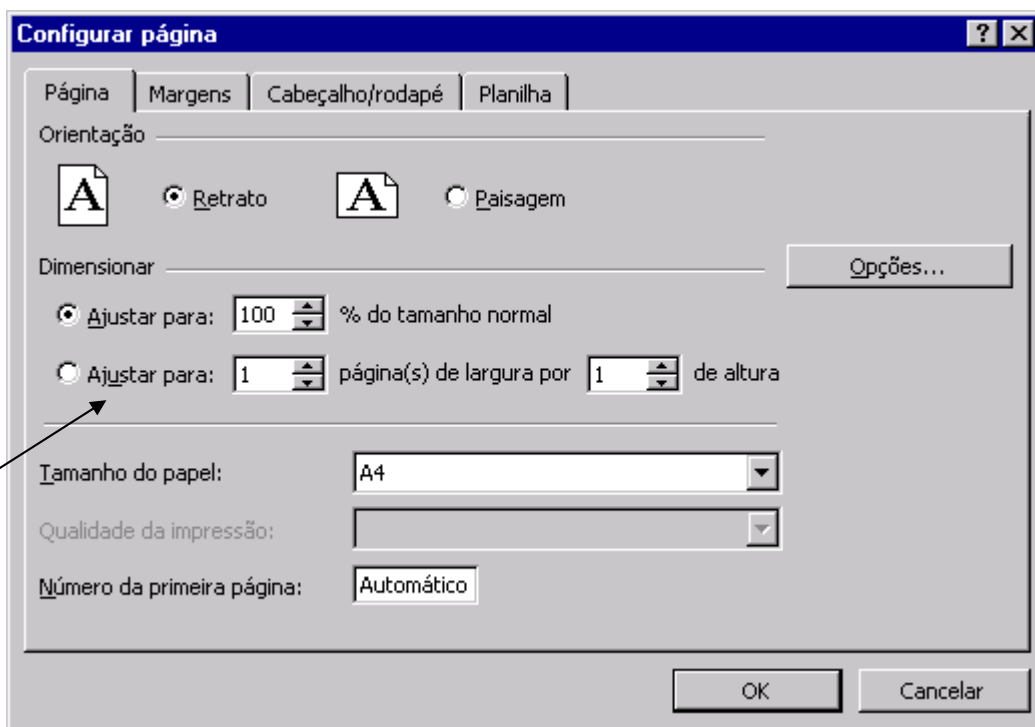 Configurar página
Página Margens Cabeçalho/rodapé Planilha
Orientação
A Retrato A Paisagem
Dimensionar
Opções...
Ajustar para: 100 % do tamanho normal
Ajustar para: 1 página(s) de largura por 1 de altura
Tamanho do papel: A4
Qualidade da impressão:
Número da primeira página: Automático
OK Cancelar